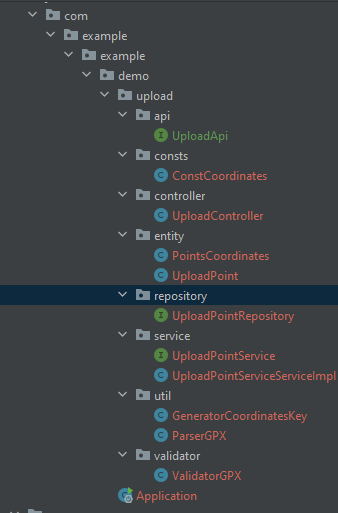 com
example
example
demo
upload
api
UploadApi
consts
ConstCoordinates
controller
UploadController
entity
PointsCoordinates
UploadPoint
repository
UploadPointRepository
service
UploadPointService
UploadPointServiceServiceImpl
util
GeneratorCoordinatesKey
ParserGPX
validator
ValidatorGPX
Application